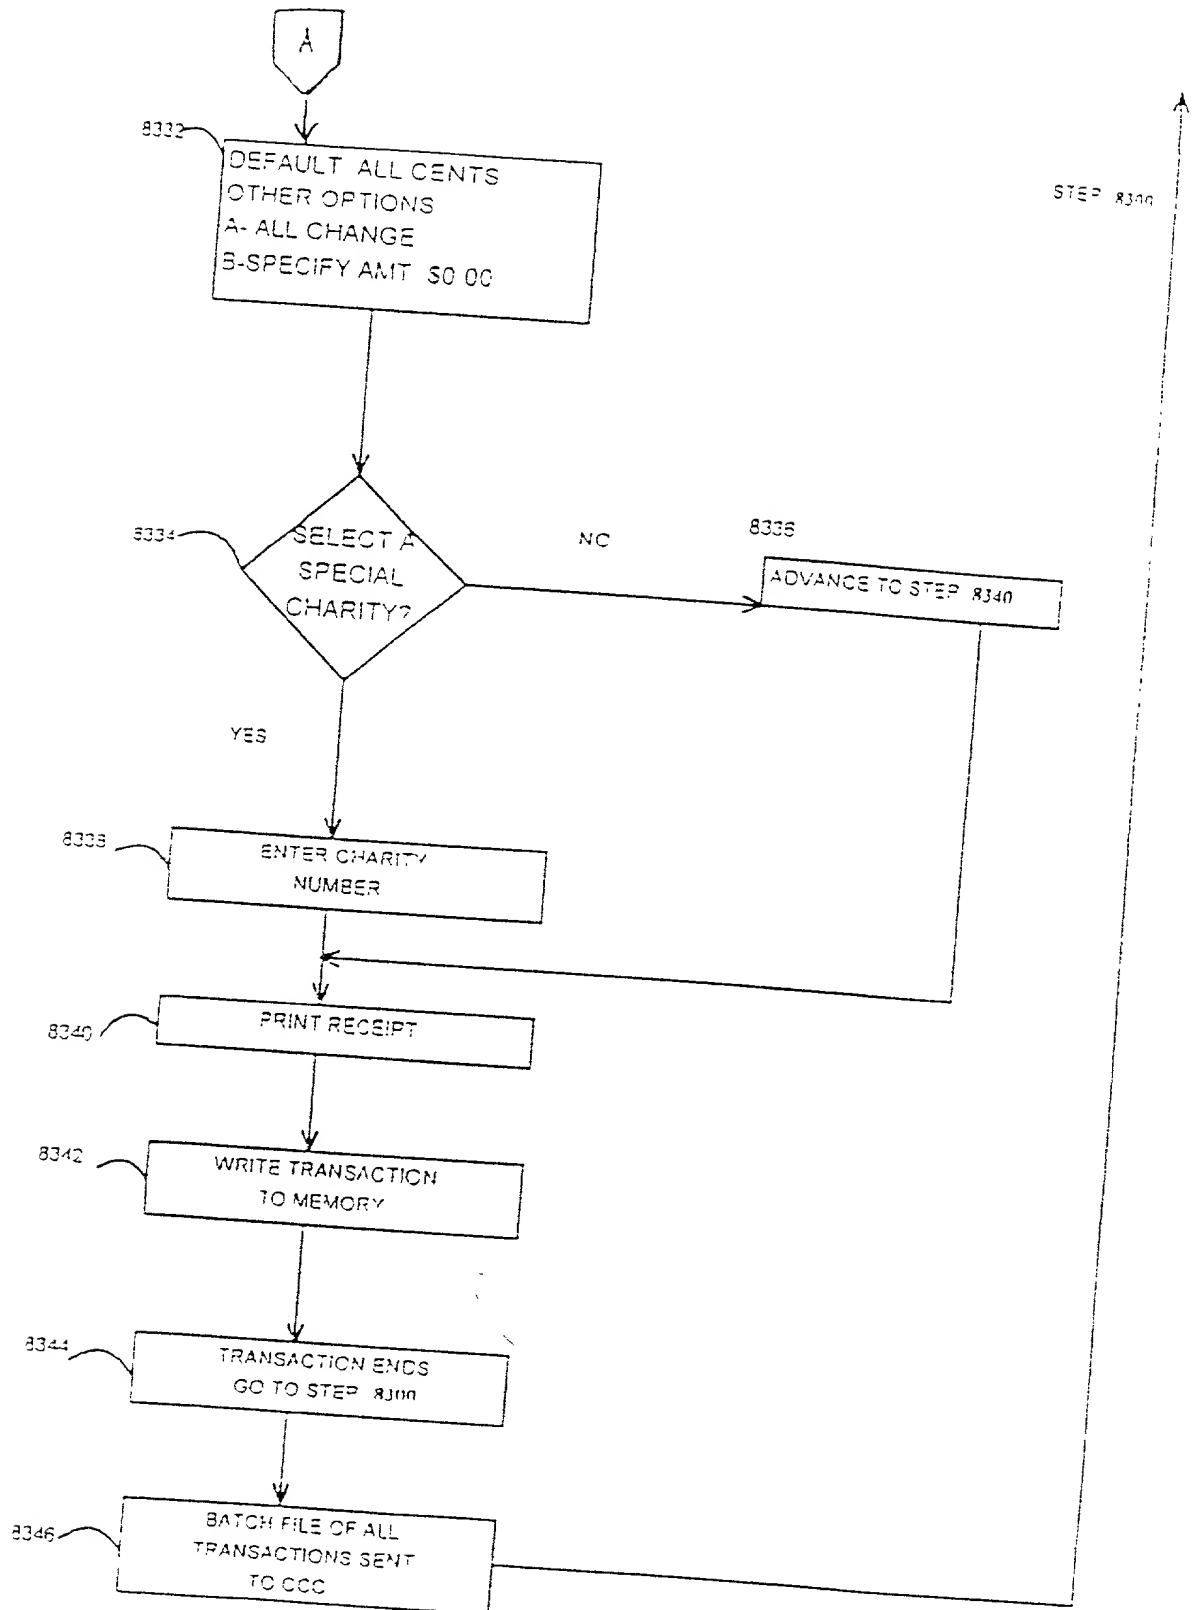 A
8332
DEFAULT ALL CENTS
OTHER OPTIONS
A- ALL CHANGE
B-SPECIFY AMT $0.00
STEP 8300
8334
SELECT A
SPECIAL
CHARITY?
NO
8336
ADVANCE TO STEP 8340
YES
8338
ENTER CHARITY
NUMBER
8340
PRINT RECEIPT
8342
WRITE TRANSACTION
TO MEMORY
8344
TRANSACTION ENDS
GO TO STEP 8300
8346
BATCH FILE OF ALL
TRANSACTIONS SENT
TO CCC